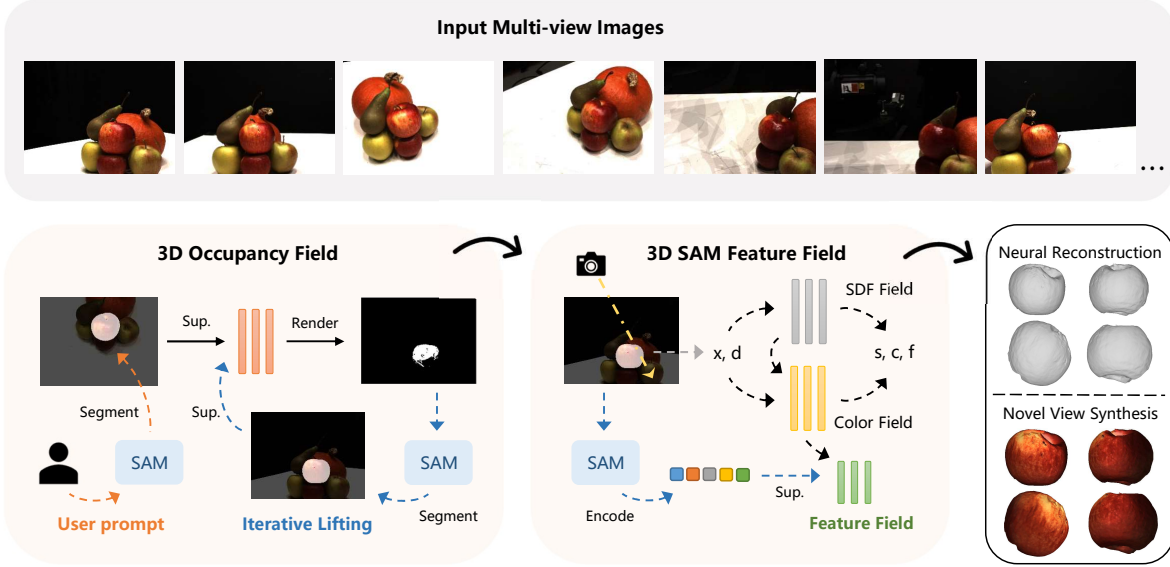 Input Multi-view Images
...
3D Occupancy Field
Sup.
Render
Segment
Sup.
SAM
SAM
User prompt
Iterative Lifting
Segment
3D SAM Feature Field
SDF Field
x, d
s, c, f
Color Field
SAM
Sup.
Encode
Feature Field
Neural Reconstruction
Novel View Synthesis